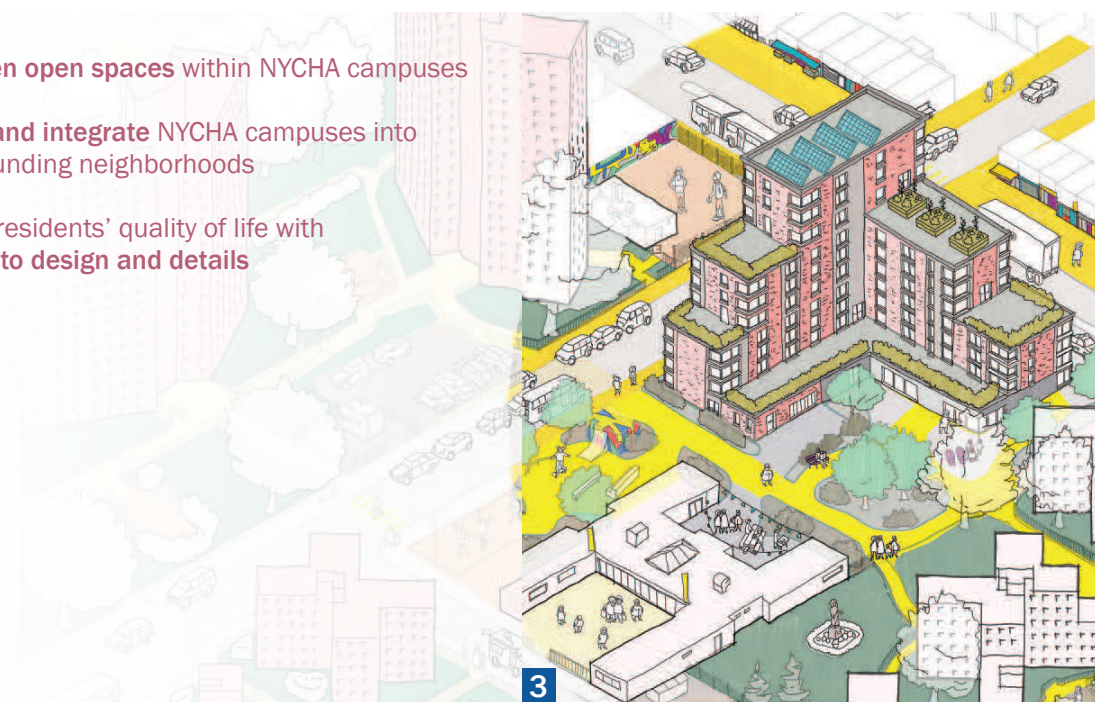 en open spaces within NYCHA campuses
and integrate NYCHA campuses into
unding neighborhoods
residents’ quality of life with
to design and details
3